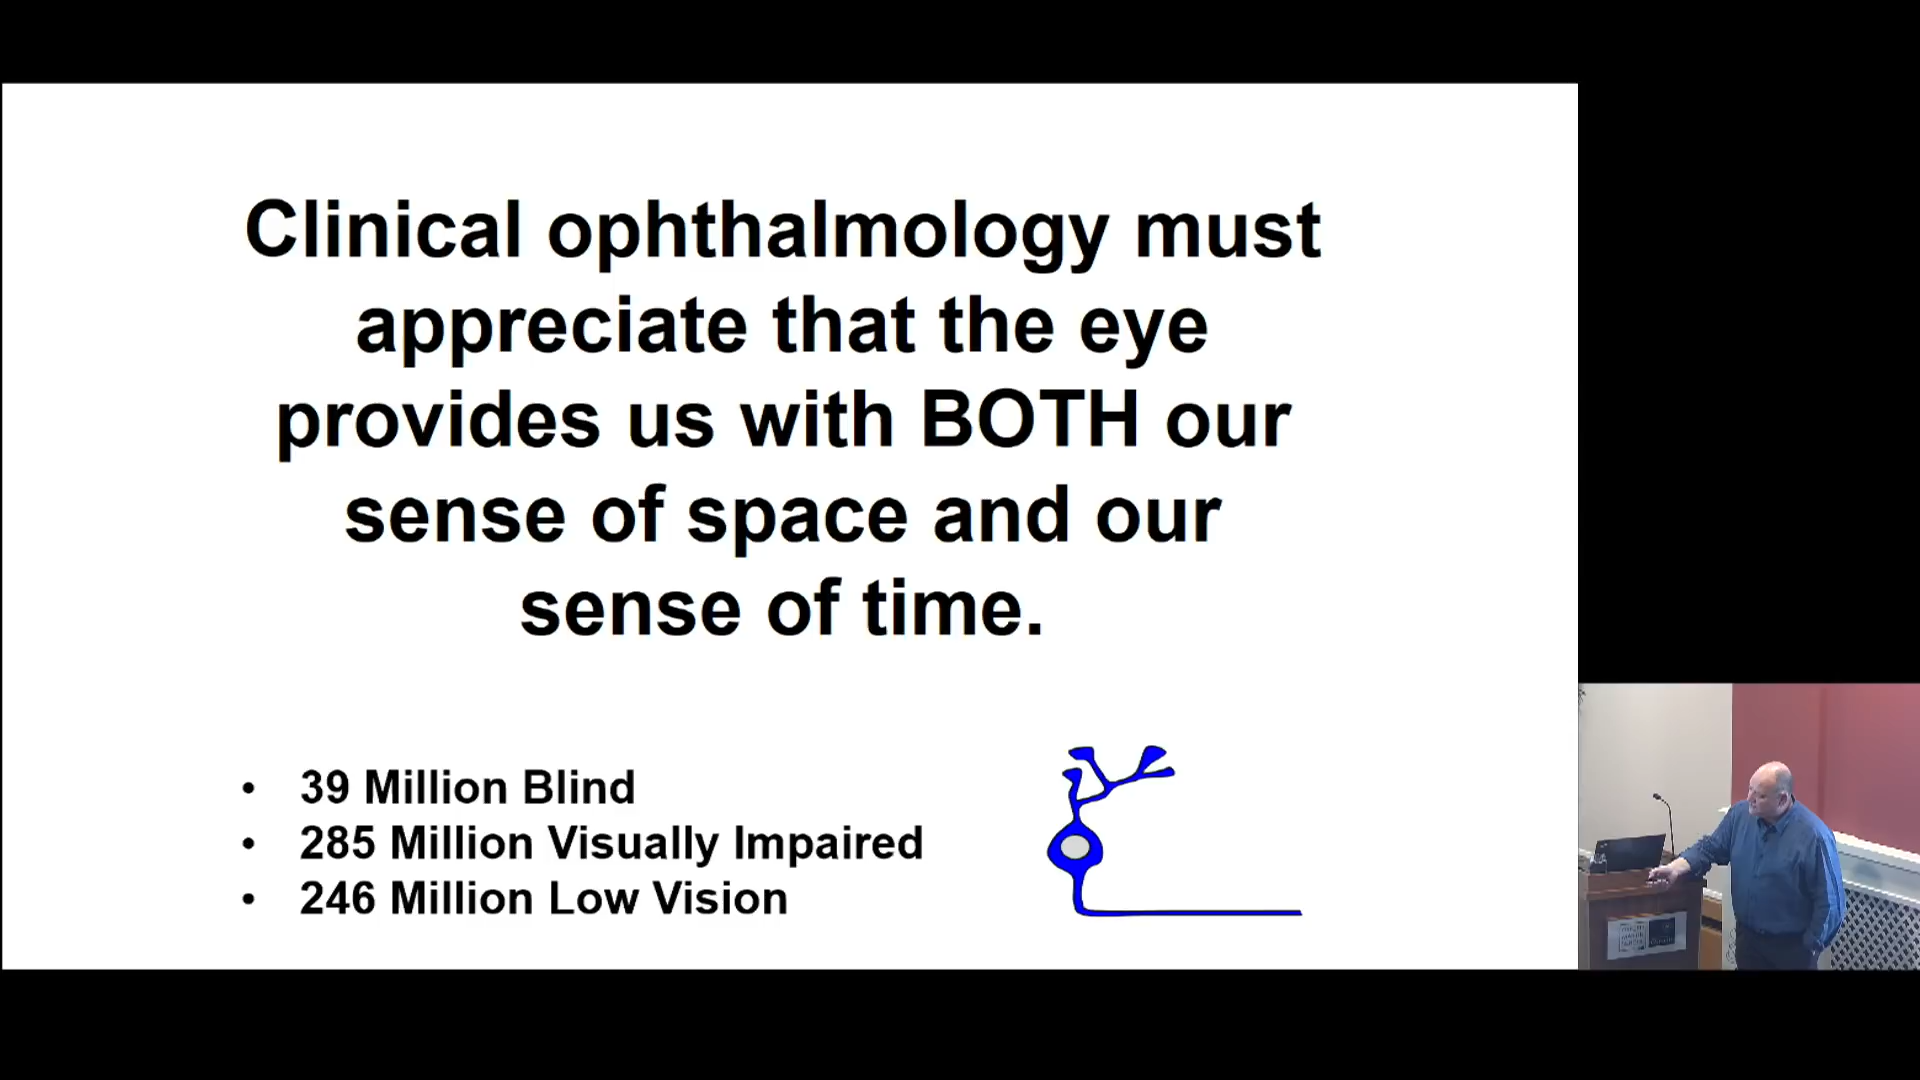 Clinical ophthalmology must
appreciate that the eye
provides us with BOTH our
sense of space and our
sense of time.
• 39 Million Blind
• 285 Million Visually Impaired
• 246 Million Low Vision